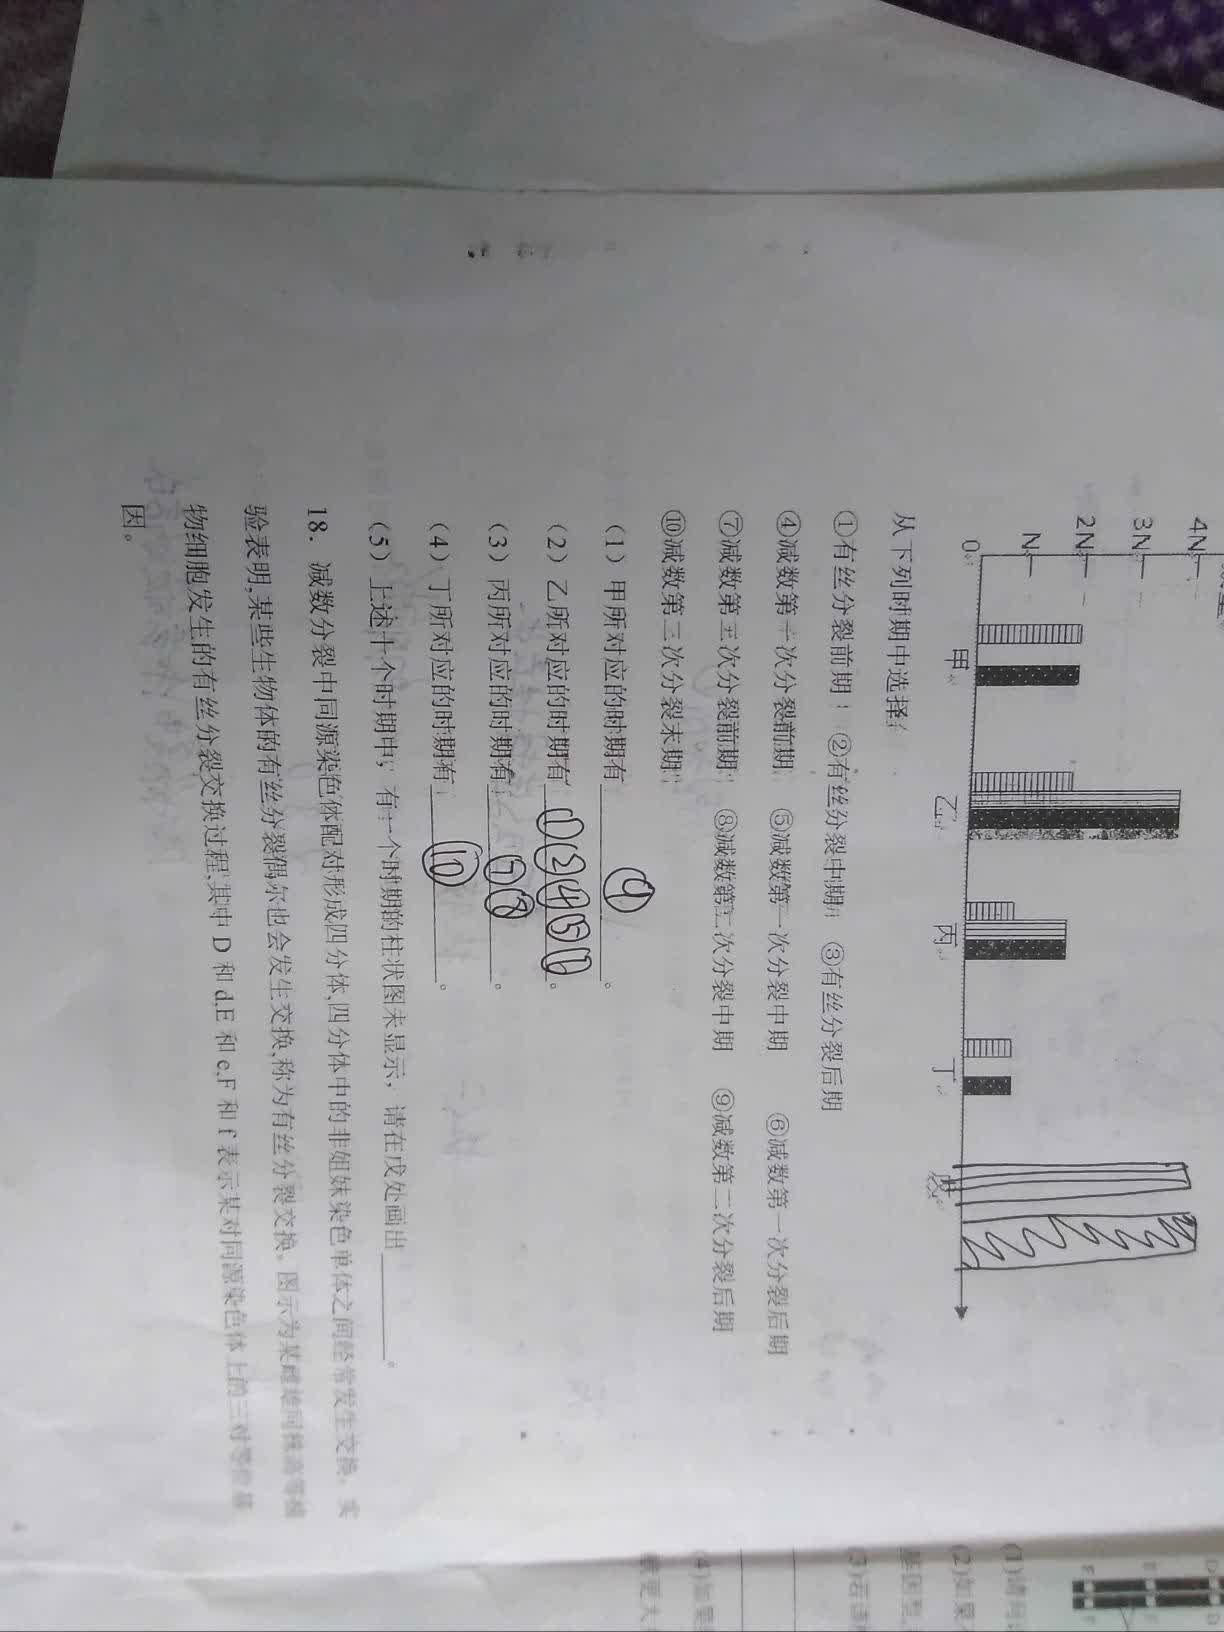 4N
3N
2N
N
0
甲 乙 丙 丁 戊
从下列时期中选择:
①有丝分裂前期 ②有丝分裂中期 ③有丝分裂后期
④减数第一次分裂前期 ⑤减数第一次分裂中期 ⑥减数第一次分裂后期
⑦减数第二次分裂前期 ⑧减数第二次分裂中期 ⑨减数第二次分裂后期
⑩减数第二次分裂末期
(1)甲所对应的时期有 ⑨ 。
(2)乙所对应的时期有 ①②④⑤⑥ 。
(3)丙所对应的时期有 ⑦⑧ 。
(4)丁所对应的时期有 ⑩ 。
(5)上述十个时期中,有一个时期的柱状图未显示,请在戊处画出 。
18.减数分裂中同源染色体配对形成四分体,四分体中的非姐妹染色单体之间经常发生交换。实
验表明,某些生物体的有丝分裂偶尔也会发生交换,称为有丝分裂交换。图示为某雌雄同株高等植
物细胞发生的有丝分裂交换过程,其中 D 和 d,E 和 e,F 和 f 表示某对同源染色体上的三对等位基
因。